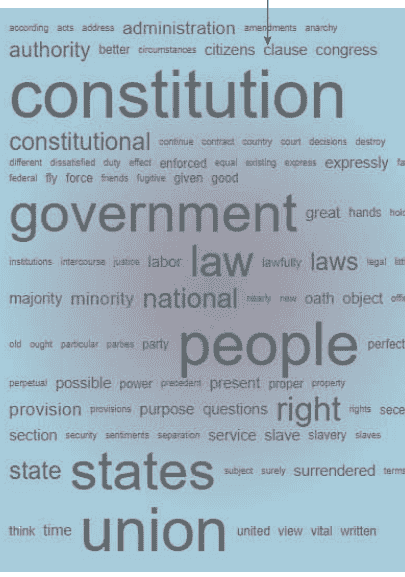 according acts address administration amendments anarchy
authority better circumstances citizens clause congress
constitution
constitutional continue contract country court decisions destroy
different dissatisfied duty effect enforced equal existing express expressly
federal fly force friends fugitive given good
government great hands
institutions intercourse justice labor law lawfully laws legal
majority minority national nearly new oath object
old ought particular parties party people perfect
perpetual possible power precedent present proper property
provision provisions purpose questions right rights
section security sentiments separation service slave slavery slaves
state states subject surely surrendered terms
think time union united view vital written